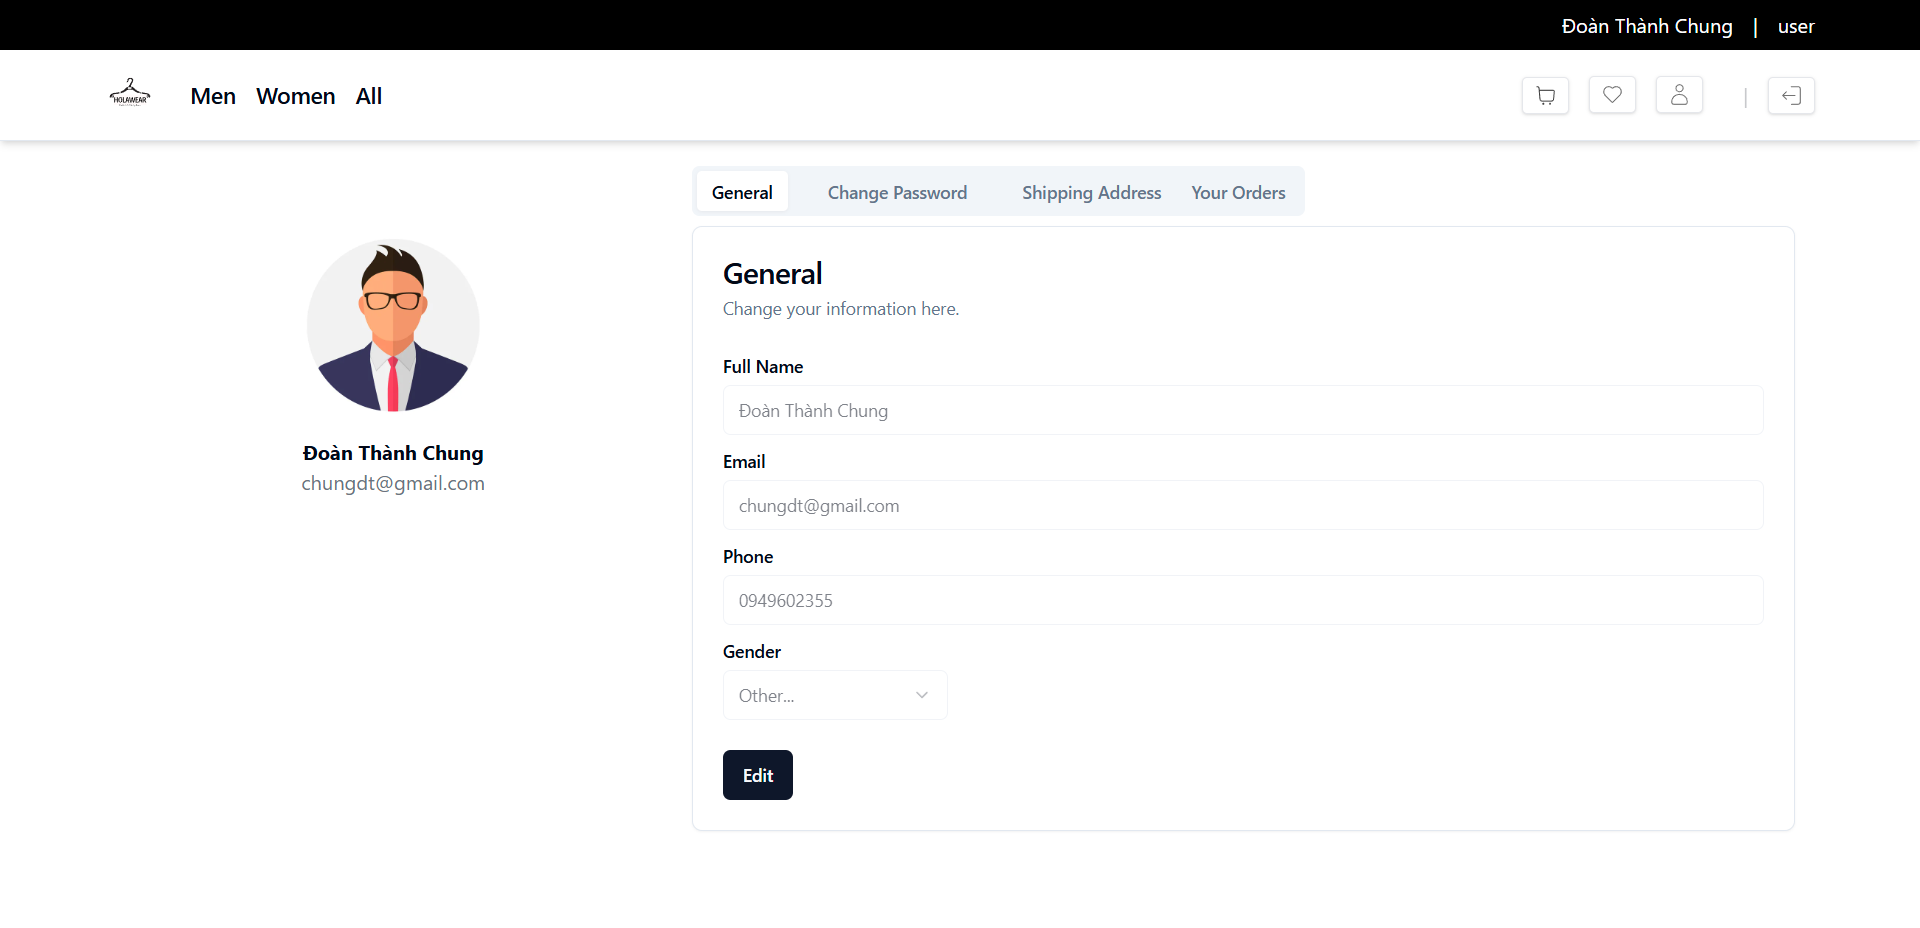 Đoàn Thành Chung | user
HOLAWEAR
Men Women All
|
General Change Password Shipping Address Your Orders
General
Change your information here.
Full Name
Đoàn Thành Chung
Email
chungdt@gmail.com
Phone
0949602355
Gender
Other...
Edit
Đoàn Thành Chung
chungdt@gmail.com